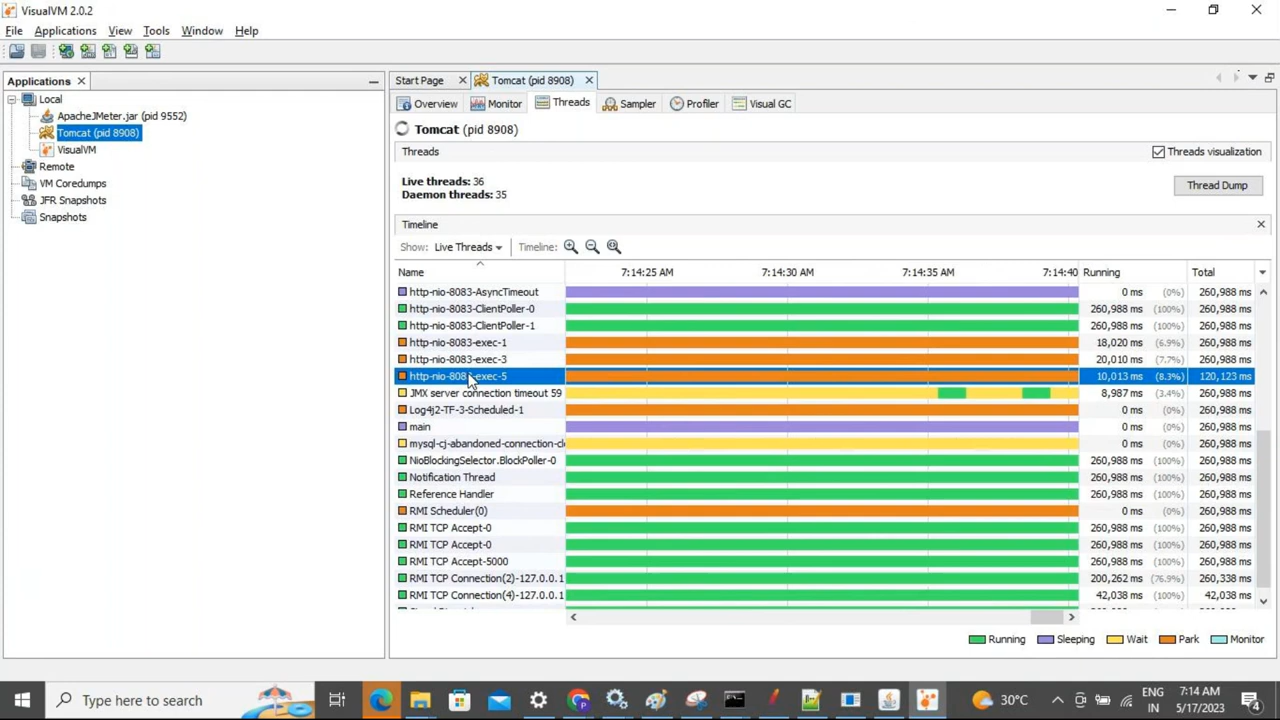 VisualVM 2.0.2
File Applications View Tools Window Help
Applications
Local
ApacheJMeter.jar (pid 9552)
Tomcat (pid 8908)
VisualVM
Remote
VM Coredumps
JFR Snapshots
Snapshots
Start Page Tomcat (pid 8908)
Overview Monitor Threads Sampler Profiler Visual GC
Tomcat (pid 8908)
Threads Threads visualization
Live threads: 36
Daemon threads: 35
Thread Dump
Timeline
Show: Live Threads Timeline:
Name 7:14:25 AM 7:14:30 AM 7:14:35 AM 7:14:40 Running Total
http-nio-8083-AsyncTimeout 0 ms (0%) 260,988 ms
http-nio-8083-ClientPoller-0 260,988 ms (100%) 260,988 ms
http-nio-8083-ClientPoller-1 260,988 ms (100%) 260,988 ms
http-nio-8083-exec-1 18,020 ms (6.9%) 260,988 ms
http-nio-8083-exec-3 20,010 ms (7.7%) 260,988 ms
http-nio-8083-exec-5 10,013 ms (8.3%) 120,123 ms
JMX server connection timeout 59 8,987 ms (3.4%) 260,988 ms
Log4j2-TF-3-Scheduled-1 0 ms (0%) 260,988 ms
main 0 ms (0%) 260,988 ms
mysql-cj-abandoned-connection-cl 0 ms (0%) 260,988 ms
NioBlockingSelector.BlockPoller-0 260,988 ms (100%) 260,988 ms
Notification Thread 260,988 ms (100%) 260,988 ms
Reference Handler 260,988 ms (100%) 260,988 ms
RMI Scheduler(0) 0 ms (0%) 260,988 ms
RMI TCP Accept-0 260,988 ms (100%) 260,988 ms
RMI TCP Accept-0 260,988 ms (100%) 260,988 ms
RMI TCP Accept-5000 260,988 ms (100%) 260,988 ms
RMI TCP Connection(2)-127.0.0.1 200,262 ms (76.9%) 260,338 ms
RMI TCP Connection(4)-127.0.0.1 42,038 ms (100%) 42,038 ms
Running Sleeping Wait Park Monitor
Type here to search
30°C
ENG
IN
7:14 AM
5/17/2023
4